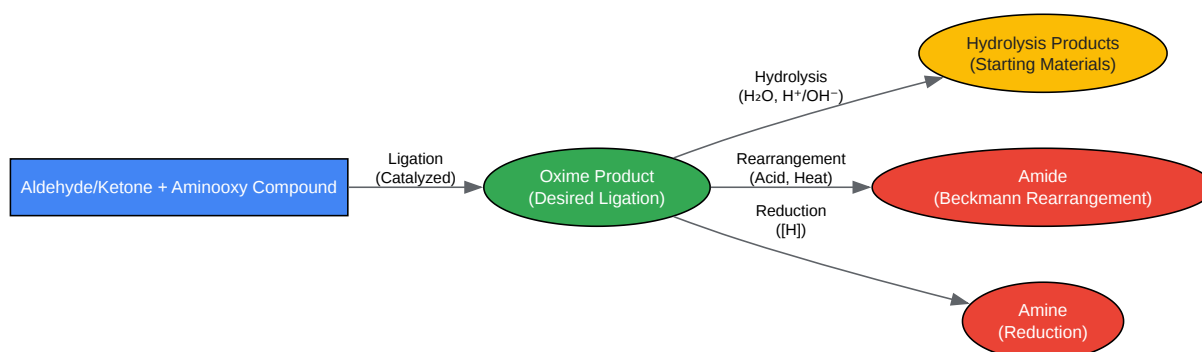 Aldehyde/Ketone + Aminooxy Compound
Ligation
(Catalyzed)
Oxime Product
(Desired Ligation)
Hydrolysis
(H₂O, H⁺/OH⁻)
Hydrolysis Products
(Starting Materials)
Rearrangement
(Acid, Heat)
Amide
(Beckmann Rearrangement)
Reduction
([H])
Amine
(Reduction)